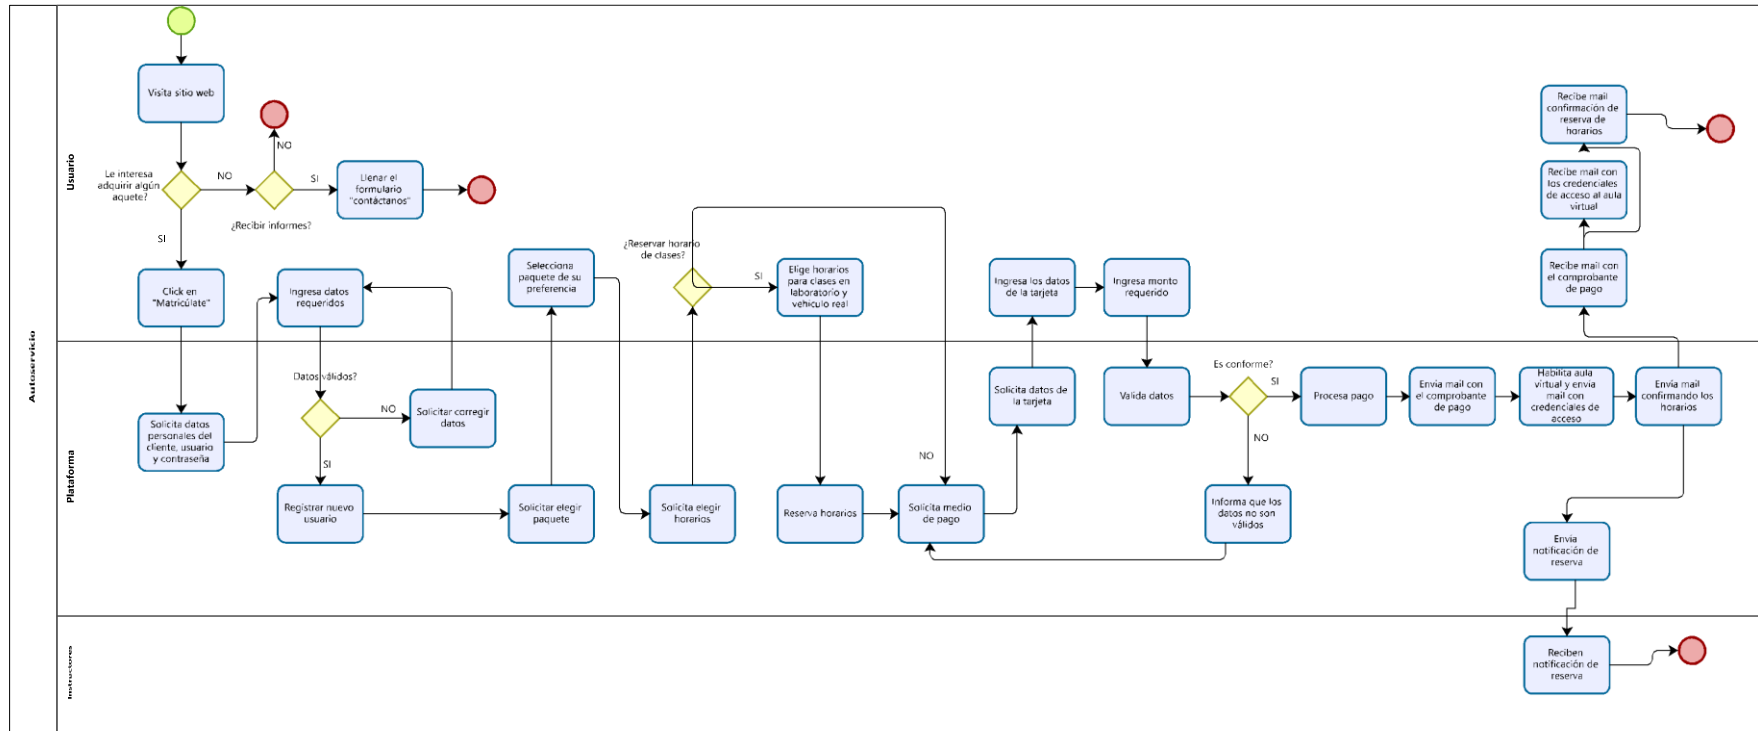 Autoservicio
Usuario
Visita sitio web
Le interesa
adquirir algún
aquete?
NO
NO
SI
¿Recibir informes?
Llenar el
formulario
"contáctanos"
SI
Click en
"Matricúlate"
Ingresa datos
requeridos
Selecciona
paquete de su
preferencia
¿Reservar horario
de clases?
SI
Elige horarios
para clases en
laboratorio y
vehículo real
Ingresa los datos
de la tarjeta
Ingresa monto
requerido
Recibe mail
confirmación de
reserva de
horarios
Recibe mail con
los credenciales
de acceso al aula
virtual
Recibe mail con
el comprobante
de pago
Plataforma
Solicita datos
personales del
cliente, usuario
y contraseña
Datos válidos?
NO
Solicitar corregir
datos
SI
Registrar nuevo
usuario
Solicitar elegir
paquete
Solicita elegir
horarios
Reserva horarios
NO
Solicita medio
de pago
Solicita datos de
la tarjeta
Valida datos
Es conforme?
SI
NO
Informa que los
datos no son
válidos
Procesa pago
Envia mail con
el comprobante
de pago
Habilita aula
virtual y envia
mail con
credenciales de
acceso
Envia mail
confirmando los
horarios
Envia
notificación de
reserva
Instructores
Reciben
notificación de
reserva